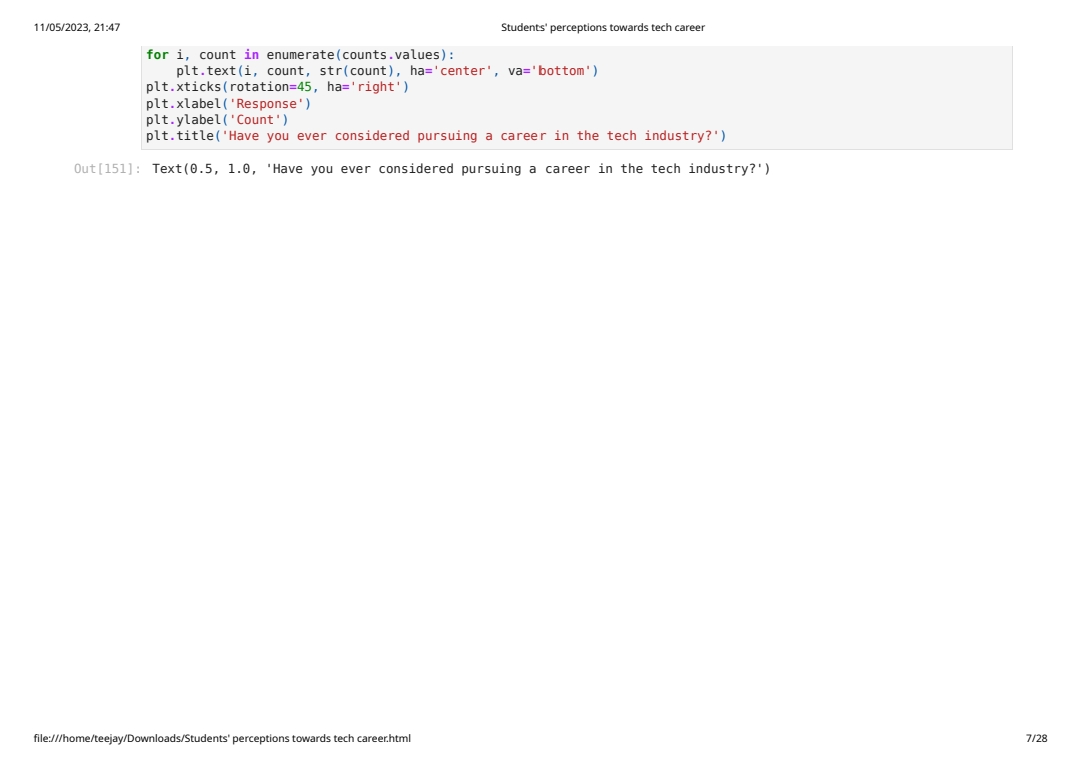 11/05/2023, 21:47 Students' perceptions towards tech career
for i, count in enumerate(counts.values):
    plt.text(i, count, str(count), ha='center', va='bottom')
plt.xticks(rotation=45, ha='right')
plt.xlabel('Response')
plt.ylabel('Count')
plt.title('Have you ever considered pursuing a career in the tech industry?')
Out[151]: Text(0.5, 1.0, 'Have you ever considered pursuing a career in the tech industry?')
file:///home/teejay/Downloads/Students' perceptions towards tech career.html 7/28